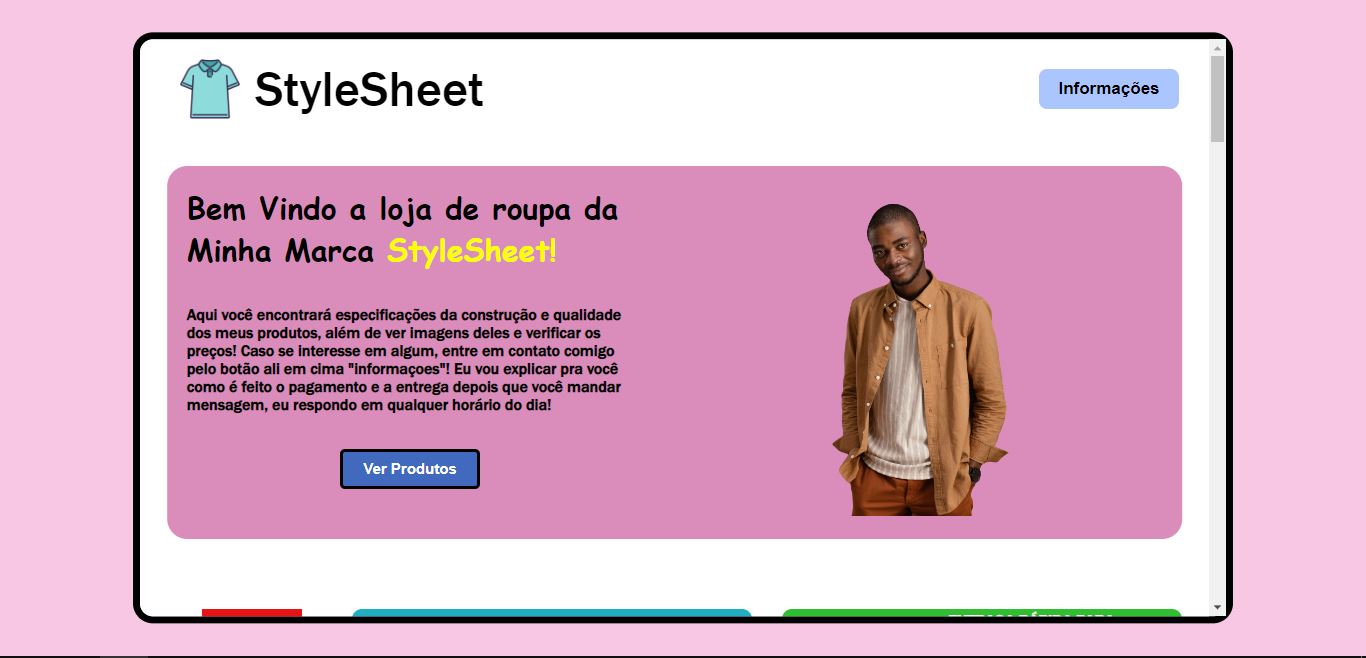 StyleSheet
Informações
Bem Vindo a loja de roupa da
Minha Marca StyleSheet!
Aqui você encontrará especificações da construção e qualidade
dos meus produtos, além de ver imagens deles e verificar os
preços! Caso se interesse em algum, entre em contato comigo
pelo botão ali em cima "informaçoes"! Eu vou explicar pra você
como é feito o pagamento e a entrega depois que você mandar
mensagem, eu respondo em qualquer horário do dia!
Ver Produtos